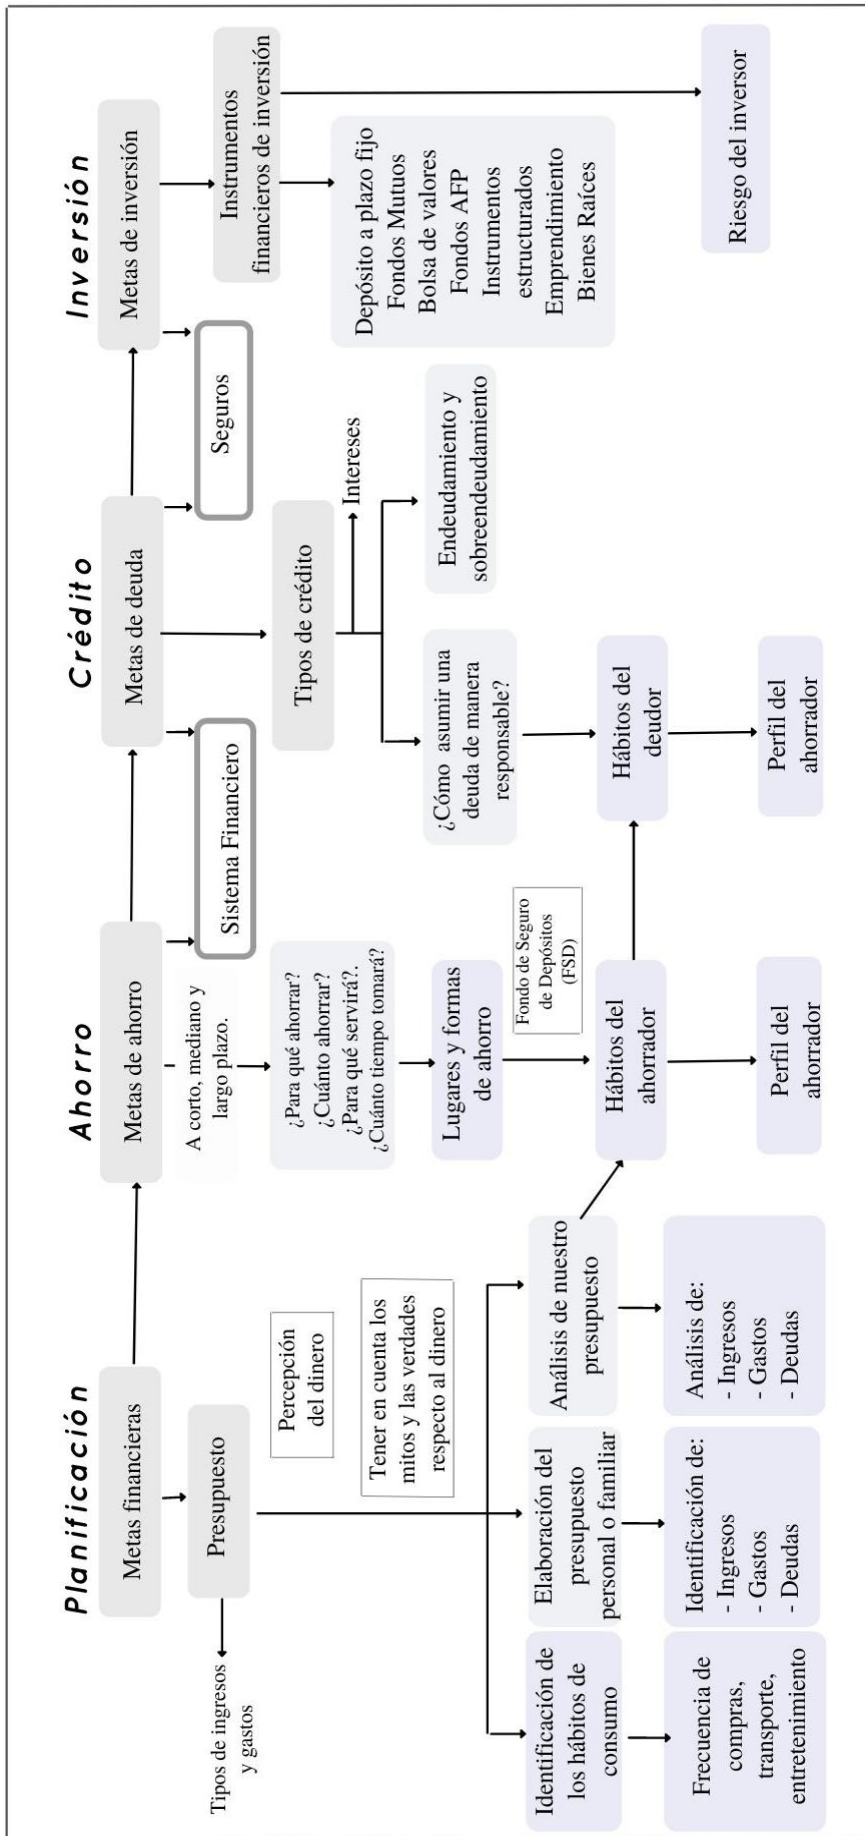 Planificación
Metas financieras
Presupuesto
Tipos de ingresos
y gastos
Percepción
del dinero
Tener en cuenta los
mitos y las verdades
respecto al dinero
Identificación de
los hábitos de
consumo
Frecuencia de
compras,
transporte,
entretenimiento
Elaboración del
presupuesto
personal o familiar
Identificación de:
- Ingresos
- Gastos
- Deudas
Análisis de nuestro
presupuesto
Análisis de:
- Ingresos
- Gastos
- Deudas
Ahorro
Metas de ahorro
A corto, mediano y
largo plazo.
¿Para qué ahorrar?
¿Cuánto ahorrar?
¿Para qué servirá?.
¿Cuánto tiempo tomará?
Lugares y formas
de ahorro
Fondo de Seguro
de Depósitos
(FSD)
Hábitos del
ahorrador
Perfil del
ahorrador
Sistema Financiero
Crédito
Metas de deuda
Tipos de crédito
Intereses
¿Cómo asumir una
deuda de manera
responsable?
Endeudamiento y
sobreendeudamiento
Hábitos del
deudor
Perfil del
ahorrador
Seguros
Inversión
Metas de inversión
Instrumentos
financieros de inversión
Depósito a plazo fijo
Fondos Mutuos
Bolsa de valores
Fondos AFP
Instrumentos
estructurados
Emprendimiento
Bienes Raíces
Riesgo del inversor